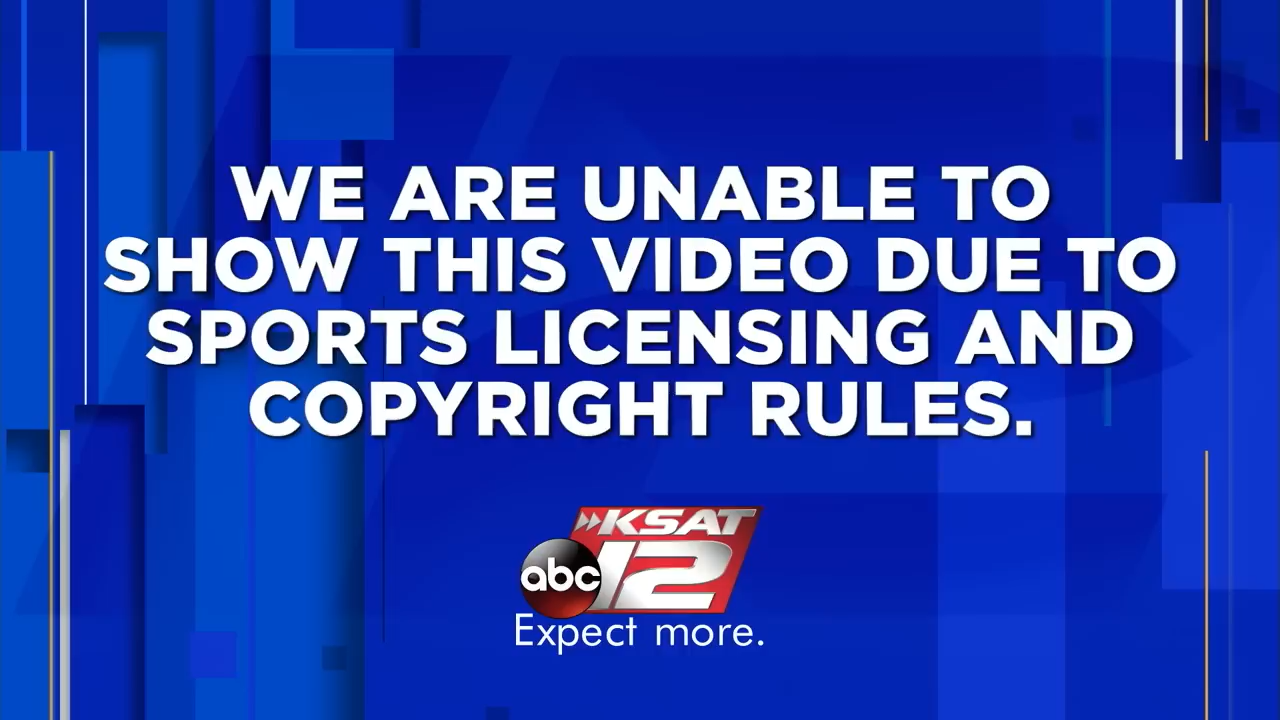 WE ARE UNABLE TO
SHOW THIS VIDEO DUE TO
SPORTS LICENSING AND
COPYRIGHT RULES.
KSAT
abc 12
Expect more.